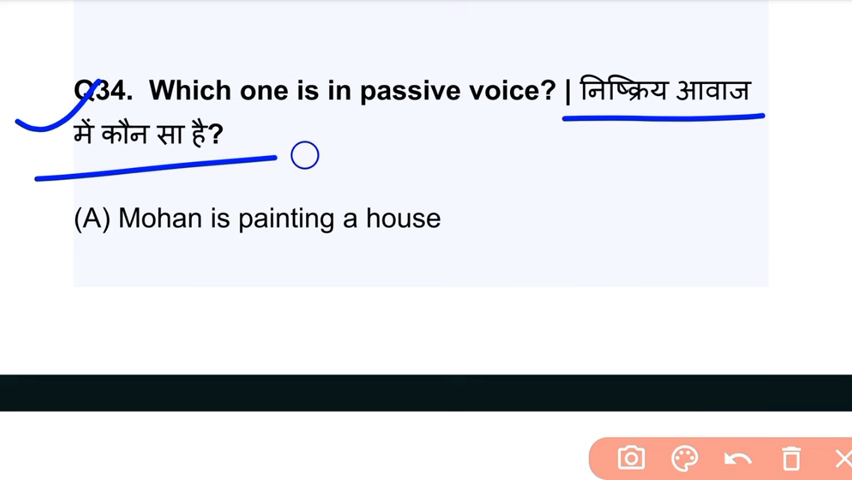 Q34. Which one is in passive voice? | निष्क्रिय आवाज
में कौन सा है?
(A) Mohan is painting a house